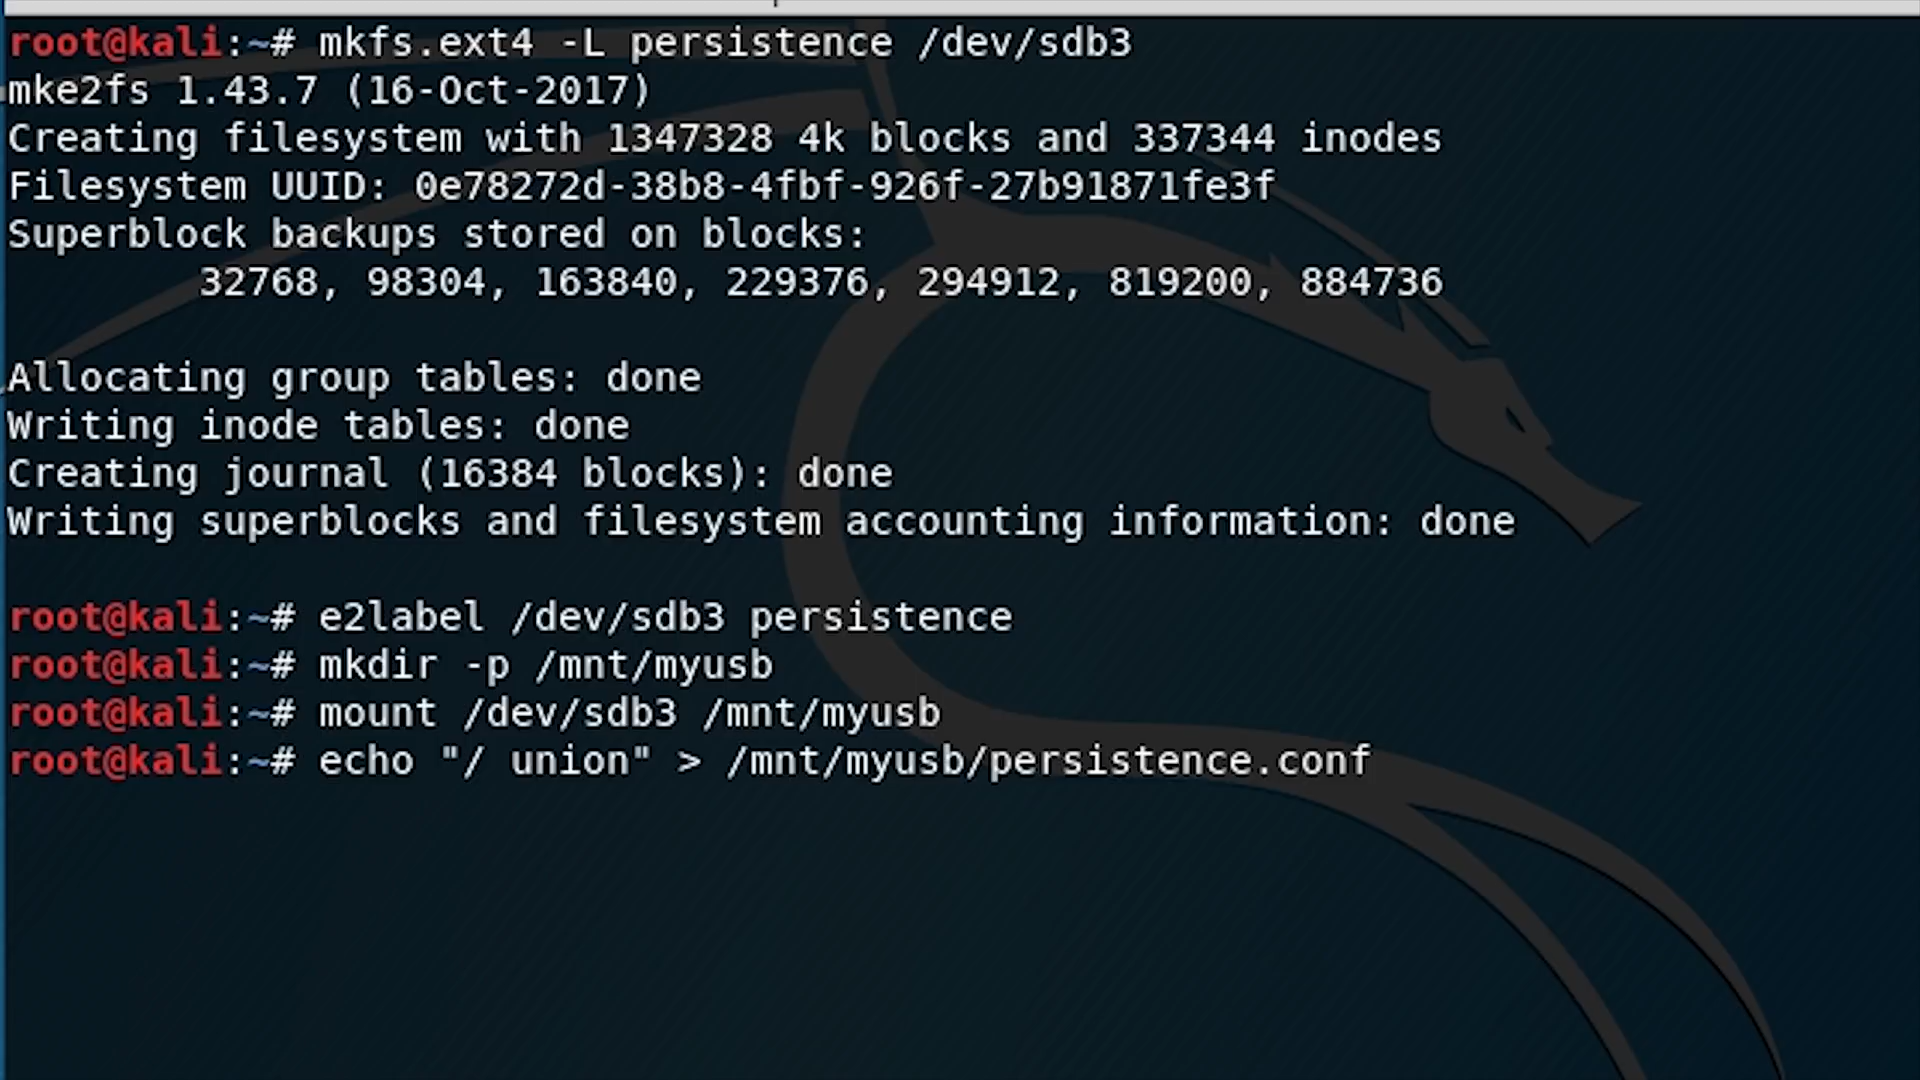 root@kali:~# mkfs.ext4 -L persistence /dev/sdb3
mke2fs 1.43.7 (16-Oct-2017)
Creating filesystem with 1347328 4k blocks and 337344 inodes
Filesystem UUID: 0e78272d-38b8-4fbf-926f-27b91871fe3f
Superblock backups stored on blocks:
        32768, 98304, 163840, 229376, 294912, 819200, 884736

Allocating group tables: done
Writing inode tables: done
Creating journal (16384 blocks): done
Writing superblocks and filesystem accounting information: done

root@kali:~# e2label /dev/sdb3 persistence
root@kali:~# mkdir -p /mnt/myusb
root@kali:~# mount /dev/sdb3 /mnt/myusb
root@kali:~# echo "/ union" > /mnt/myusb/persistence.conf